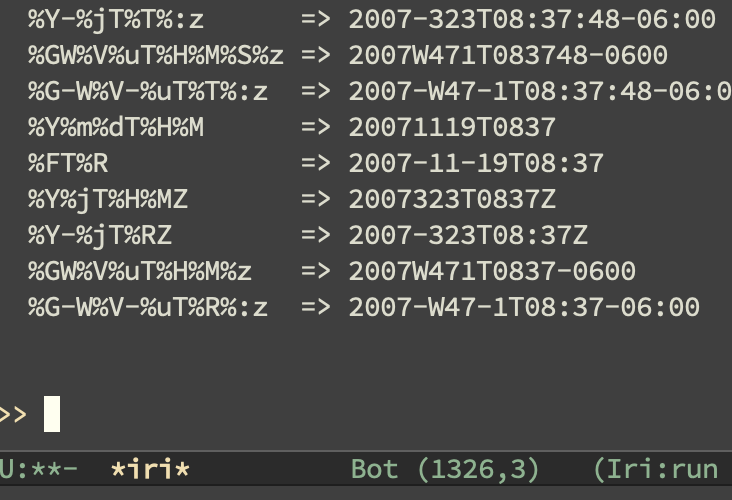 %Y-%jT%T%:z => 2007-323T08:37:48-06:00
%GW%V%uT%H%M%S%z => 2007W471T083748-0600
%G-W%V-%uT%T%:z => 2007-W47-1T08:37:48-06:0
%Y%m%dT%H%M => 20071119T0837
%FT%R => 2007-11-19T08:37
%Y%jT%H%MZ => 2007323T0837Z
%Y-%jT%RZ => 2007-323T08:37Z
%GW%V%uT%H%M%z => 2007W471T0837-0600
%G-W%V-%uT%R%:z => 2007-W47-1T08:37-06:00
>>
U:**- *iri* Bot (1326,3) (Iri:run